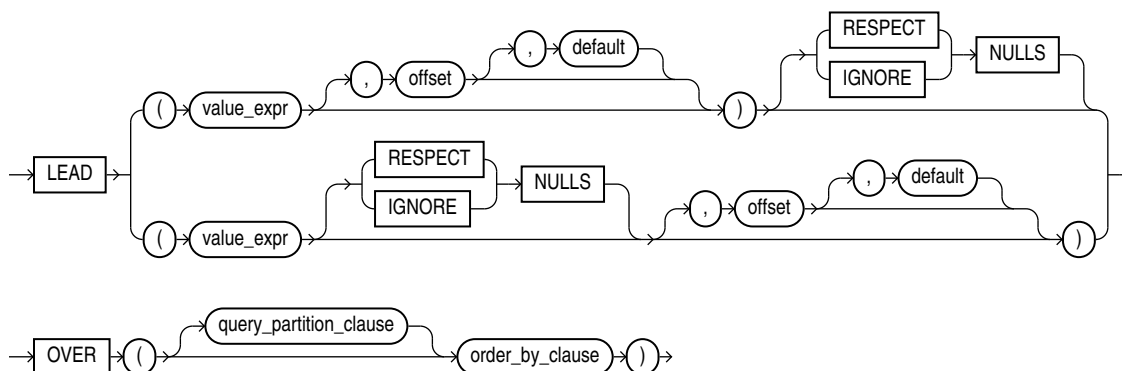 RESPECT
, default
, offset NULLS
IGNORE
( value_expr )
RESPECT
LEAD NULLS , default
IGNORE , offset
( value_expr )
query_partition_clause
OVER ( order_by_clause )